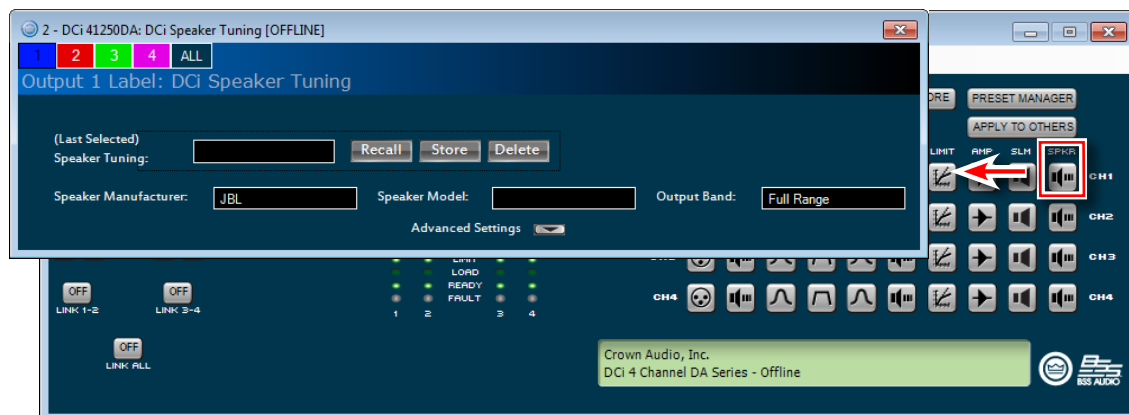 2 - DCi 41250DA: DCi Speaker Tuning [OFFLINE]
1 2 3 4 ALL
Output 1 Label: DCi Speaker Tuning
(Last Selected)
Speaker Tuning:
Recall Store Delete
Speaker Manufacturer: JBL Speaker Model: Output Band: Full Range
Advanced Settings
PRESET MANAGER
APPLY TO OTHERS
LIMIT AMP SLM SPKR
CH1
CH2
CH3
LIMIT
LOAD
READY
FAULT
1 2 3 4
CH4 CH4
OFF OFF
LINK 1-2 LINK 3-4
OFF
LINK ALL
Crown Audio, Inc.
DCi 4 Channel DA Series - Offline
BSS
BSS AUDIO